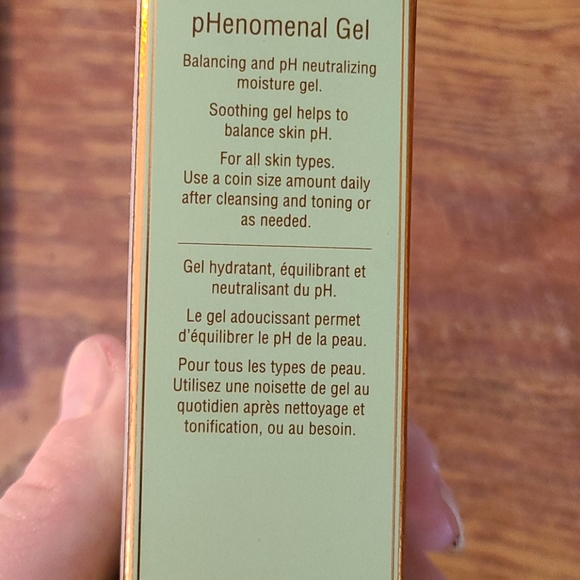 pHenomenal Gel
Balancing and pH neutralizing
moisture gel.
Soothing gel helps to
balance skin pH.
For all skin types.
Use a coin size amount daily
after cleansing and toning or
as needed.
Gel hydratant, équilibrant et
neutralisant du pH.
Le gel adoucissant permet
d'équilibrer le pH de la peau.
Pour tous les types de peau.
Utilisez une noisette de gel au
quotidien après nettoyage et
tonification, ou au besoin.